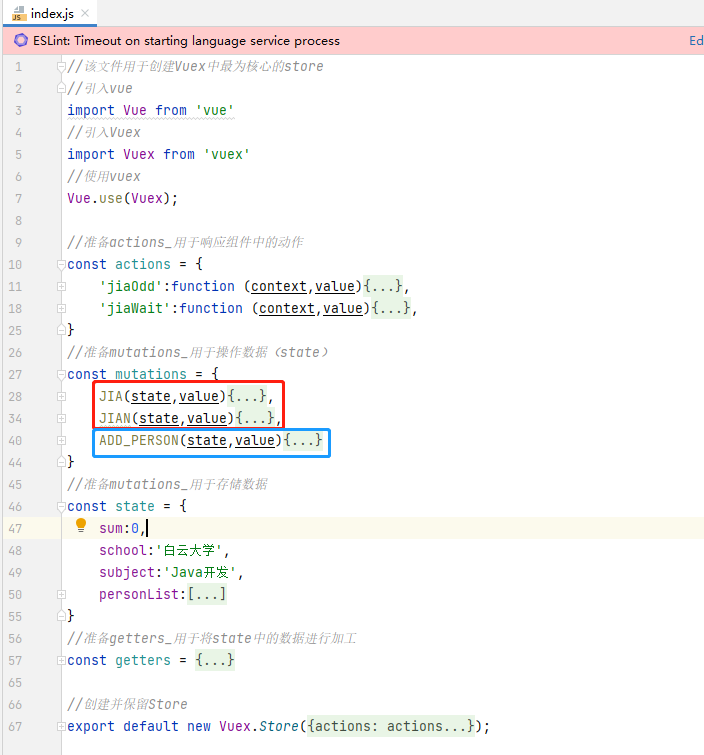 index.js
ESLint: Timeout on starting language service process Ed
1 //该文件用于创建Vuex中最为核心的store
2 //引入vue
3 import Vue from 'vue'
4 //引入Vuex
5 import Vuex from 'vuex'
6 //使用vuex
7 Vue.use(Vuex);
8
9 //准备actions_用于响应组件中的动作
10 const actions = {
11 'jiaOdd':function (context,value){...},
18 'jiaWait':function (context,value){...},
25 }
26 //准备mutations_用于操作数据（state）
27 const mutations = {
28 JIA(state,value){...},
34 JIAN(state,value){...},
40 ADD_PERSON(state,value){...}
44 }
45 //准备mutations_用于存储数据
46 const state = {
47 sum:0,
48 school:'白云大学',
49 subject:'Java开发',
50 personList:[...]
55 }
56 //准备getters_用于将state中的数据进行加工
57 const getters = {...}
65
66 //创建并保留Store
67 export default new Vuex.Store({actions: actions...});